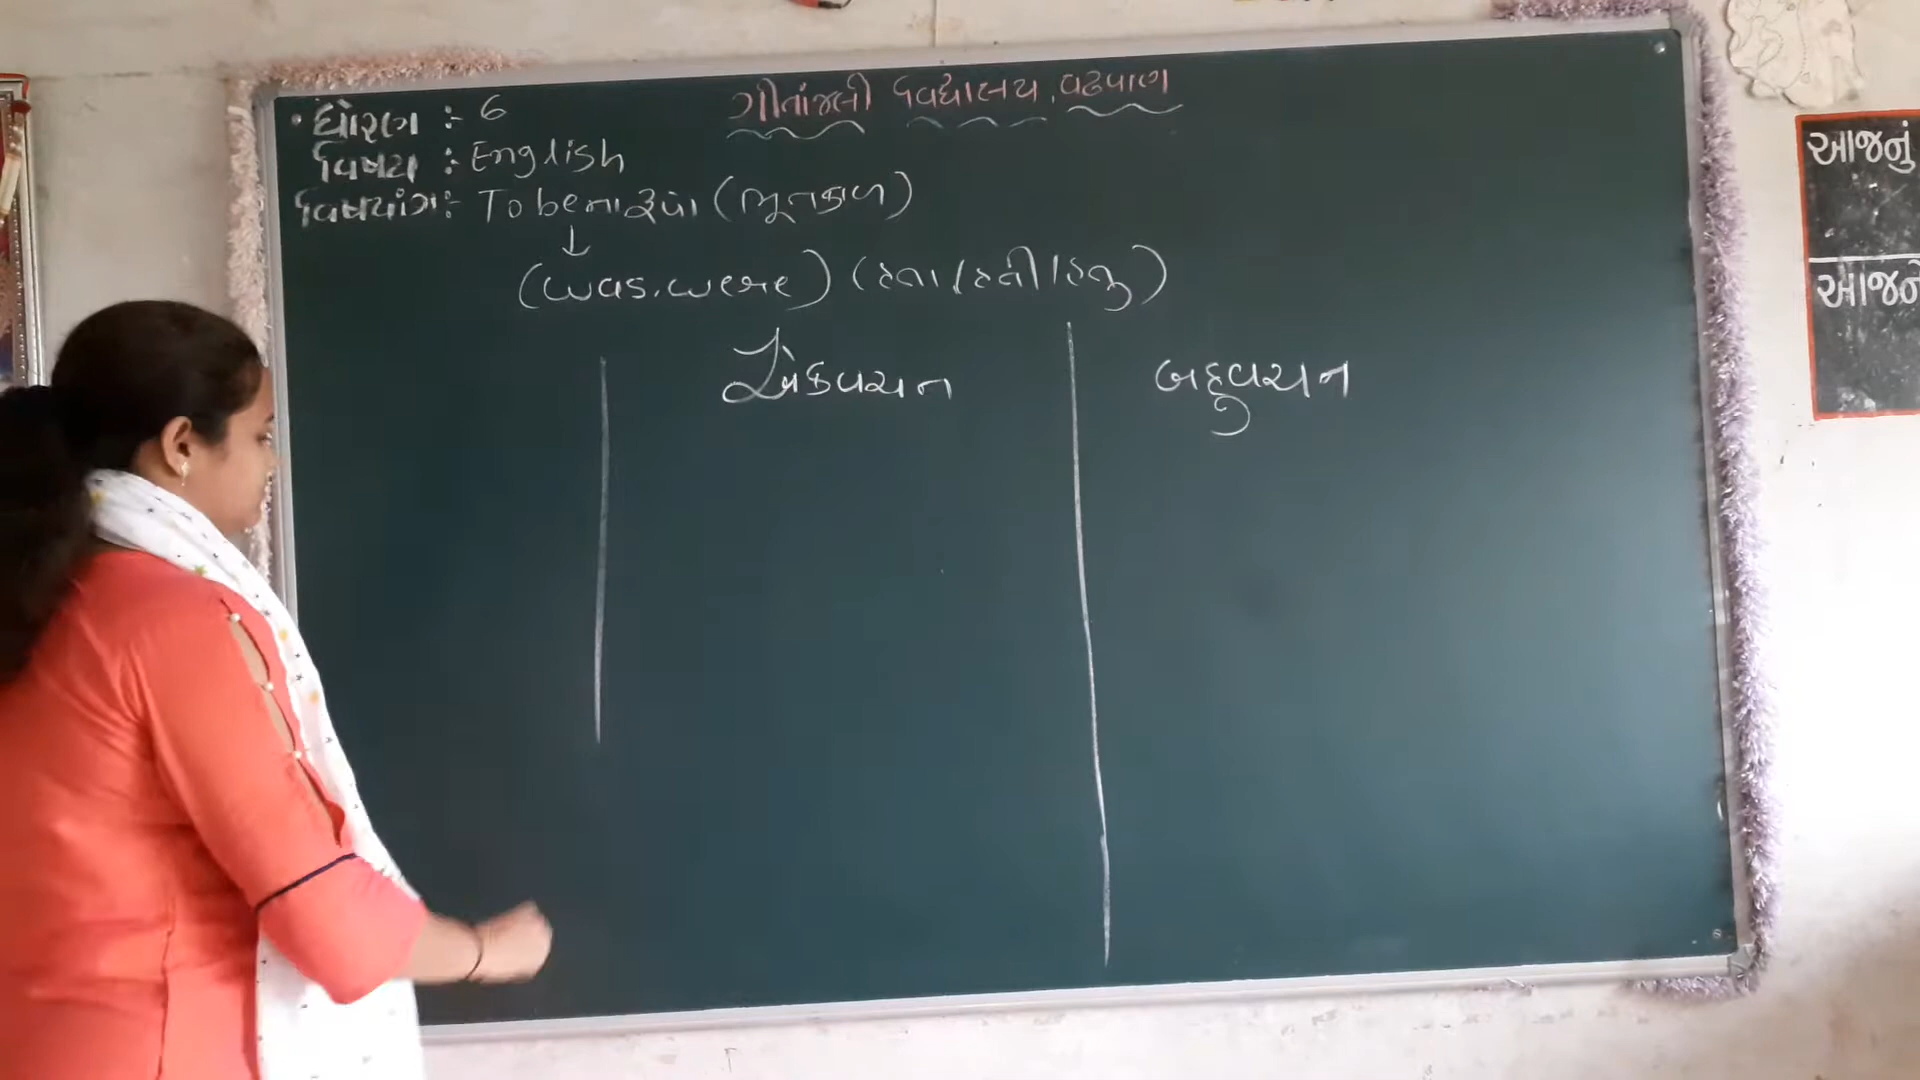 ગીતાંજલી વિદ્યાલય, વઢવાણ
ધોરણ :- 6
વિષય :- English
વિષયાંગ :- To be ના રૂપો (ભૂતકાળ)
↓
(was, were) (હતા/હતી/હતુ)
એકવચન
બહુવચન
આજનું
આજનો